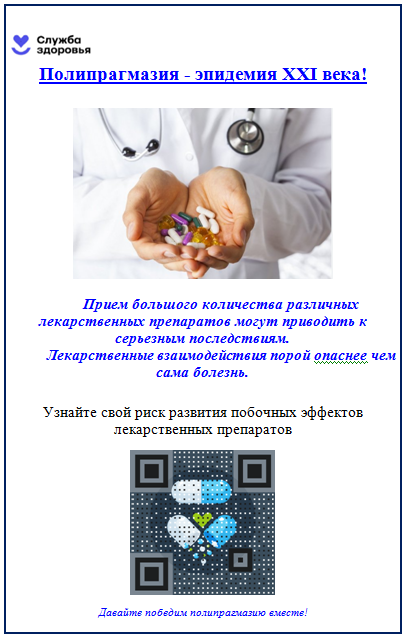 Служба
здоровья
Полипрагмазия - эпидемия XXI века!
Прием большого количества различных
лекарственных препаратов могут приводить к
серьезным последствиям.
Лекарственные взаимодействия порой опаснее чем
сама болезнь.
Узнайте свой риск развития побочных эффектов
лекарственных препаратов
Давайте победим полипрагмазию вместе!